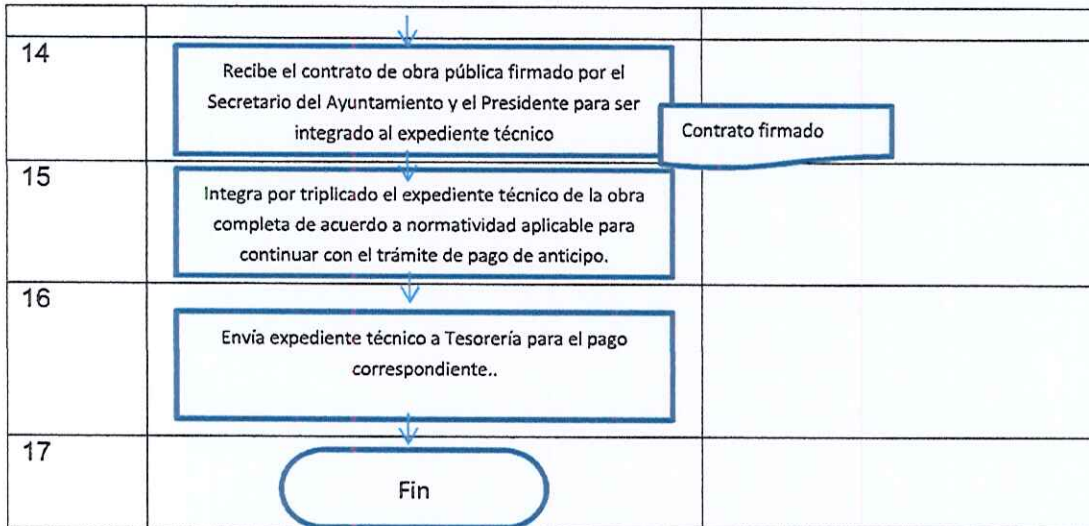 14
Recibe el contrato de obra pública firmado por el
Secretario del Ayuntamiento y el Presidente para ser
integrado al expediente técnico
Contrato firmado
15
Integra por triplicado el expediente técnico de la obra
completa de acuerdo a normatividad aplicable para
continuar con el trámite de pago de anticipo.
16
Envía expediente técnico a Tesorería para el pago
correspondiente..
17
Fin